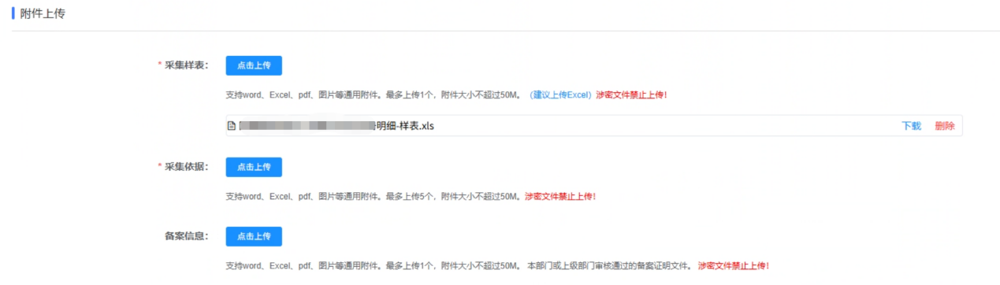 附件上传
* 采集样表: 点击上传
支持word、Excel、pdf、图片等通用附件。最多上传1个，附件大小不超过50M。（建议上传Excel）涉密文件禁止上传!
明细-样表.xls 下载 删除
* 采集依据: 点击上传
支持word、Excel、pdf、图片等通用附件。最多上传5个，附件大小不超过50M。涉密文件禁止上传!
备案信息: 点击上传
支持word、Excel、pdf、图片等通用附件。最多上传1个，附件大小不超过50M。 本部门或上级部门审核通过的备案证明文件。 涉密文件禁止上传!